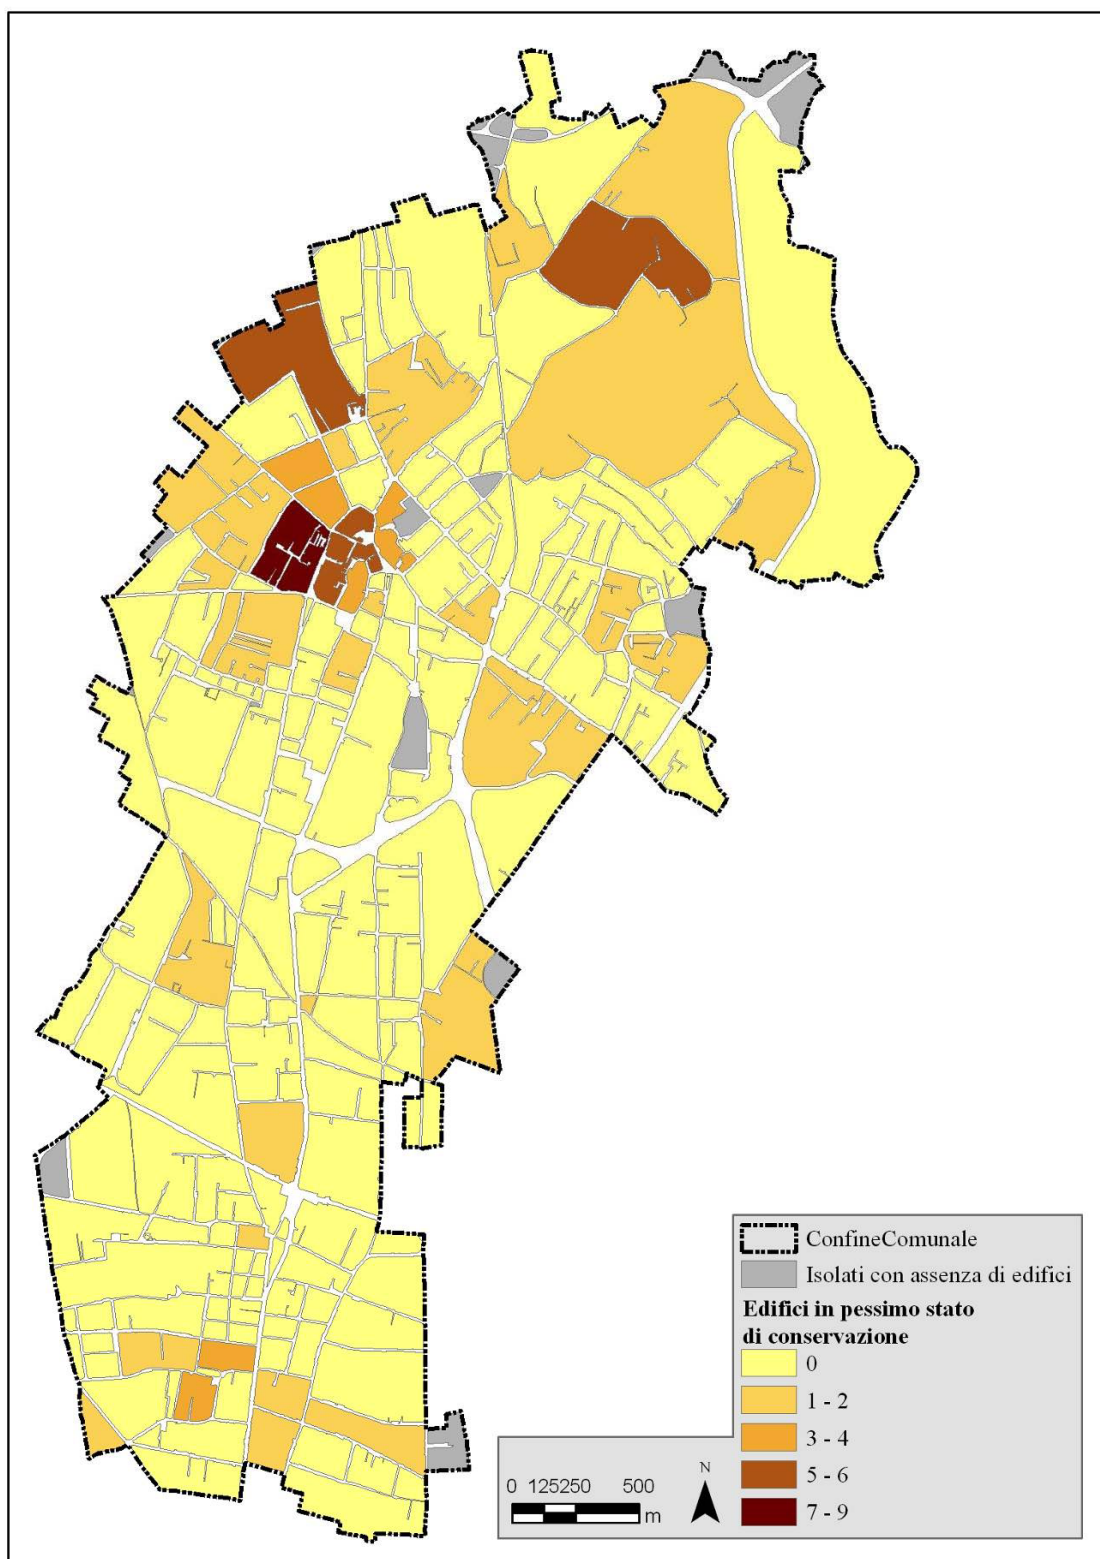 ConfineComunale
Isolati con assenza di edifici
Edifici in pessimo stato
di conservazione
0
1 - 2
3 - 4
5 - 6
7 - 9
0 125250 500
m
N